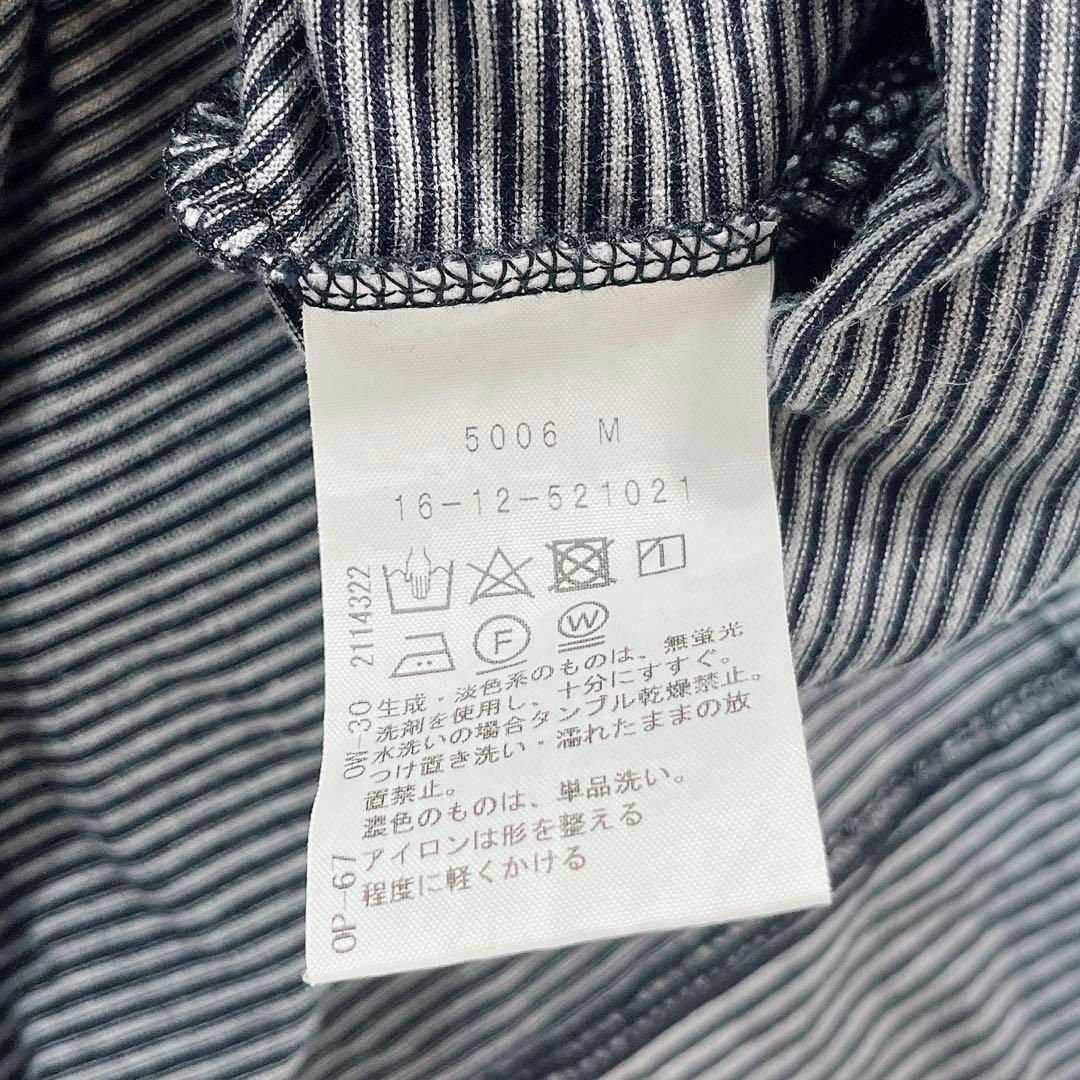 5006 M
16-12-521021
F W
生成・淡色系のものは、無蛍光
洗剤を使用し、十分にすすぐ。
水洗いの場合タンブル乾燥禁止。
つけ置き洗い・濡れたままの放
置禁止。
濃色のものは、単品洗い。
アイロンは形を整える
程度に軽くかける
OP-67 OW-30 2114322